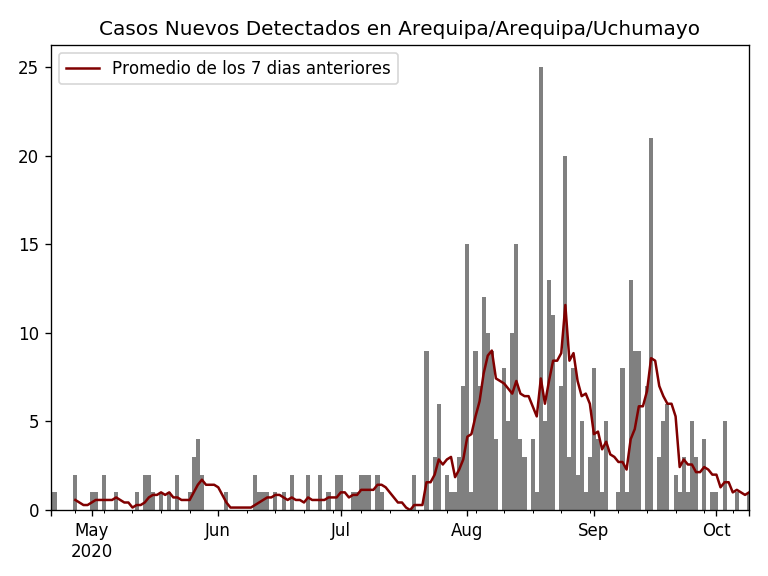 Casos Nuevos Detectados en Arequipa/Arequipa/Uchumayo
Promedio de los 7 dias anteriores
25
20
15
10
5
0
May Jun Jul Aug Sep Oct
2020